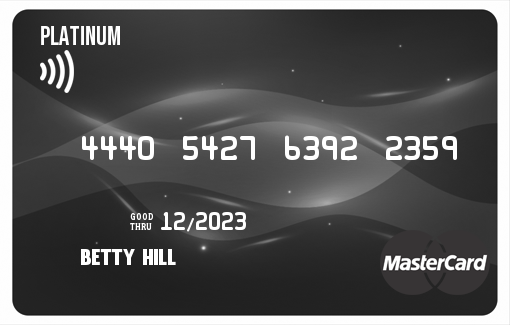 PLATINUM
4440 5427 6392 2359
GOOD THRU 12/2023
BETTY HILL
MasterCard